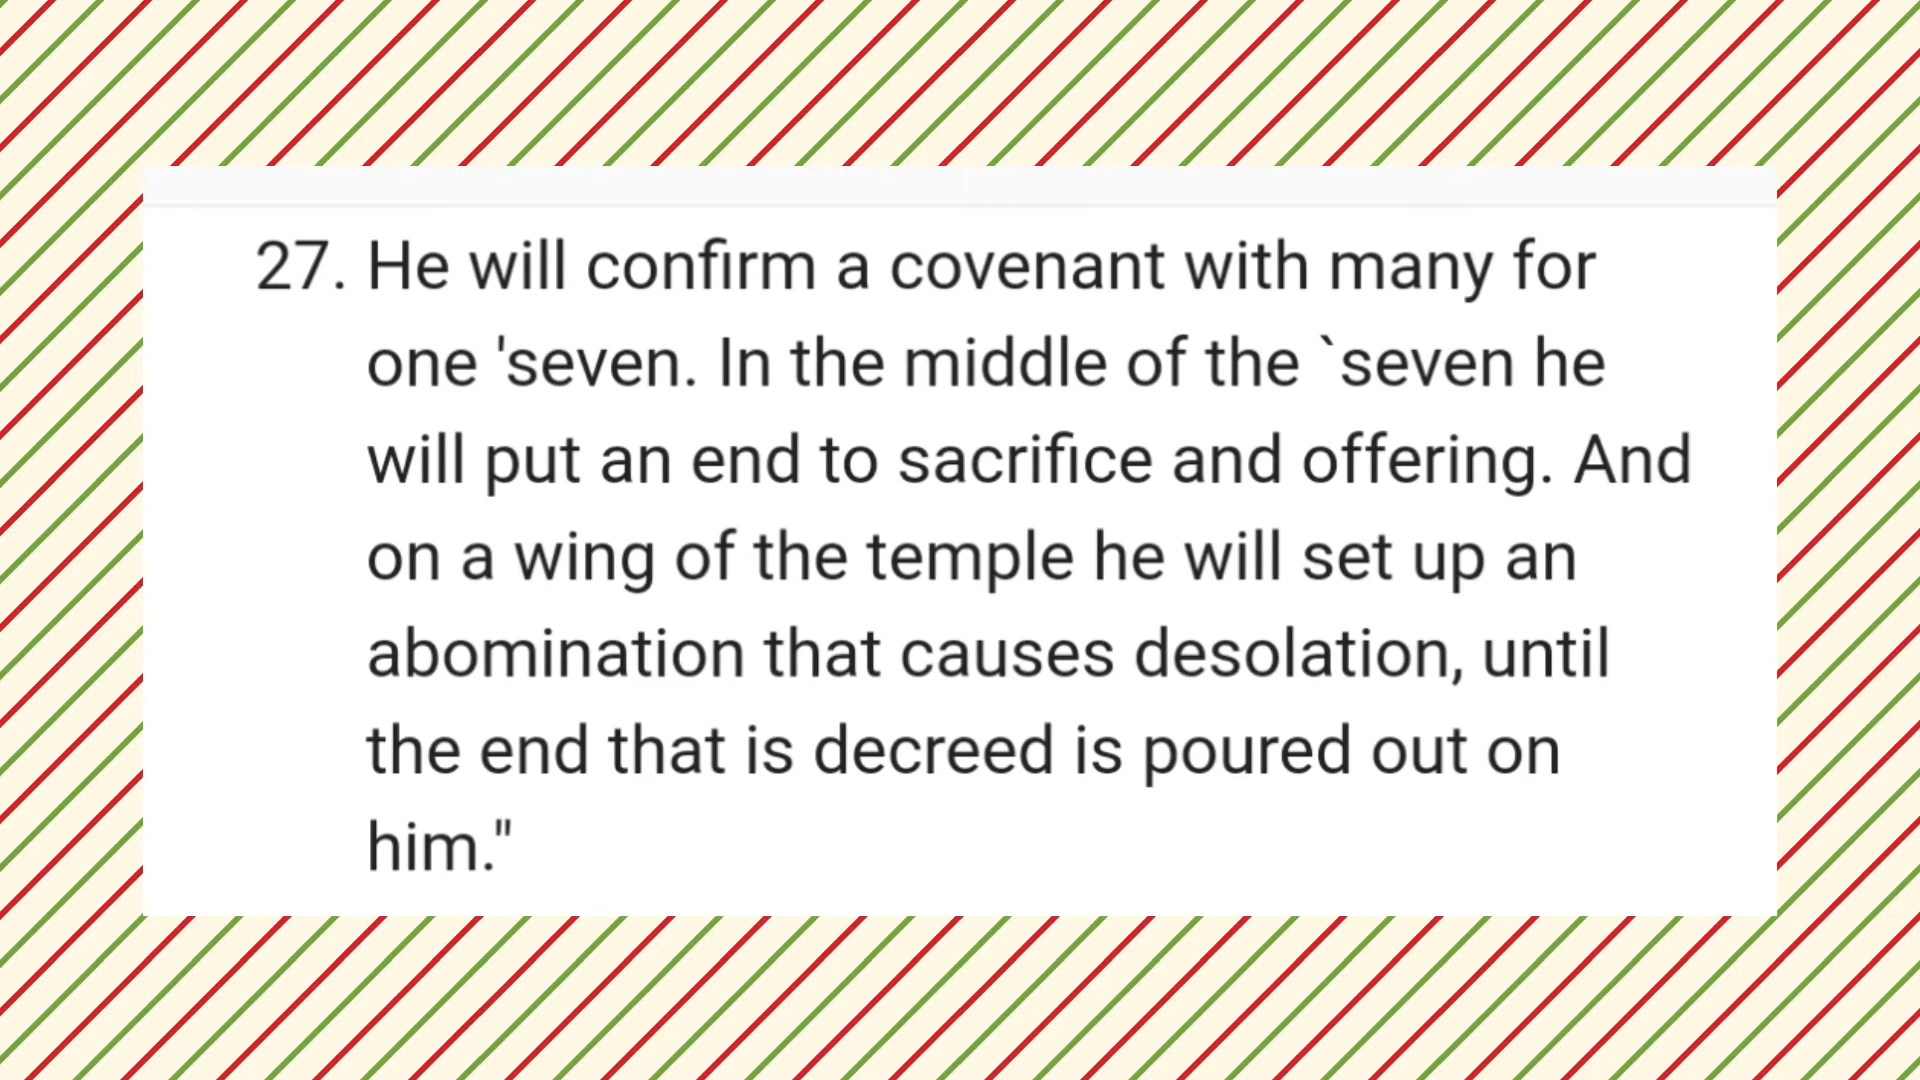 27. He will confirm a covenant with many for
one 'seven. In the middle of the `seven he
will put an end to sacrifice and offering. And
on a wing of the temple he will set up an
abomination that causes desolation, until
the end that is decreed is poured out on
him."